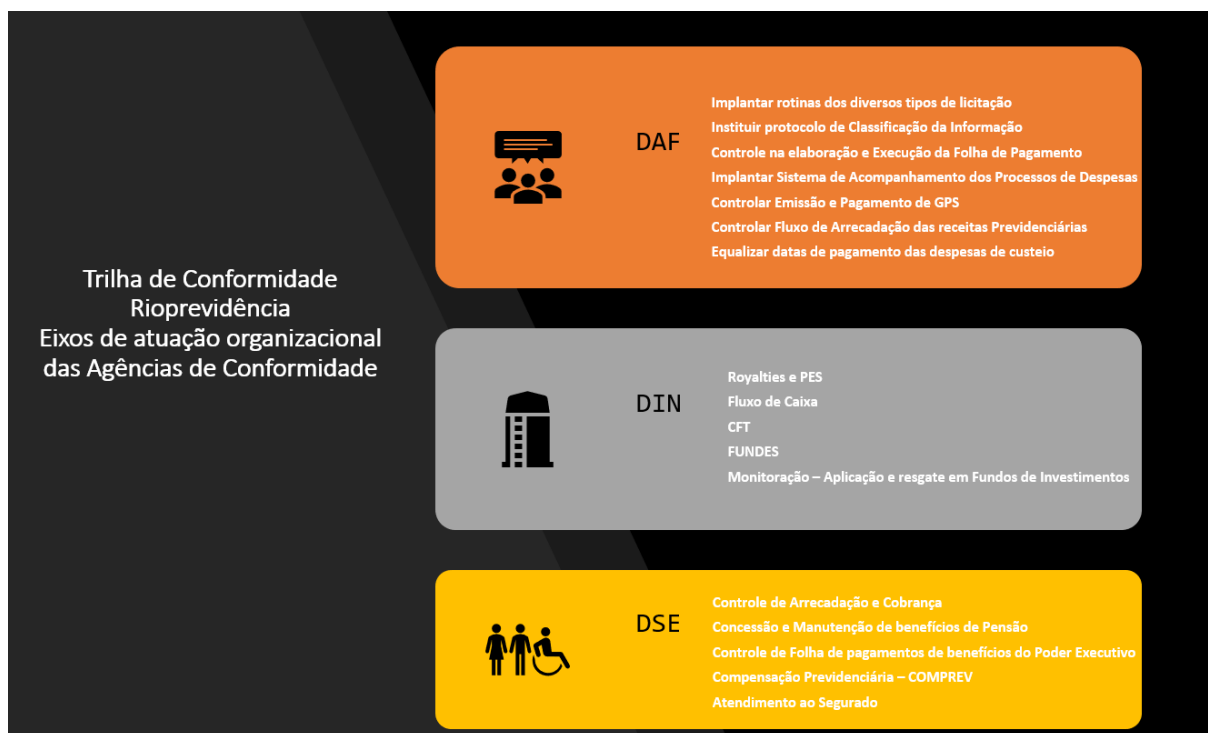 Trilha de Conformidade
Rioprevidência
Eixos de atuação organizacional
das Agências de Conformidade
DAF
Implantar rotinas dos diversos tipos de licitação
Instituir protocolo de Classificação da Informação
Controle na elaboração e Execução da Folha de Pagamento
Implantar Sistema de Acompanhamento dos Processos de Despesas
Controlar Emissão e Pagamento de GPS
Controlar Fluxo de Arrecadação das receitas Previdenciárias
Equalizar datas de pagamento das despesas de custeio
DIN
Royalties e PES
Fluxo de Caixa
CFT
FUNDES
Monitoração – Aplicação e resgate em Fundos de Investimentos
DSE
Controle de Arrecadação e Cobrança
Concessão e Manutenção de benefícios de Pensão
Controle de Folha de pagamentos de benefícios do Poder Executivo
Compensação Previdenciária – COMPREV
Atendimento ao Segurado